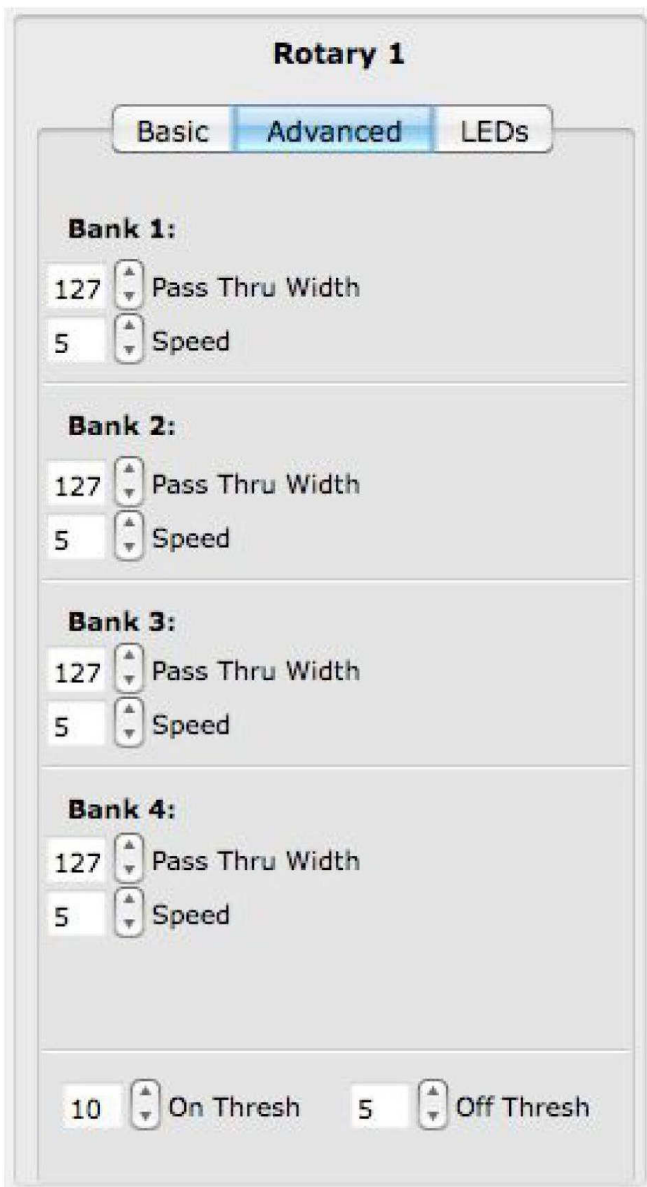 Rotary 1
Basic Advanced LEDs
Bank 1:
127 Pass Thru Width
5 Speed
Bank 2:
127 Pass Thru Width
5 Speed
Bank 3:
127 Pass Thru Width
5 Speed
Bank 4:
127 Pass Thru Width
5 Speed
10 On Thresh 5 Off Thresh